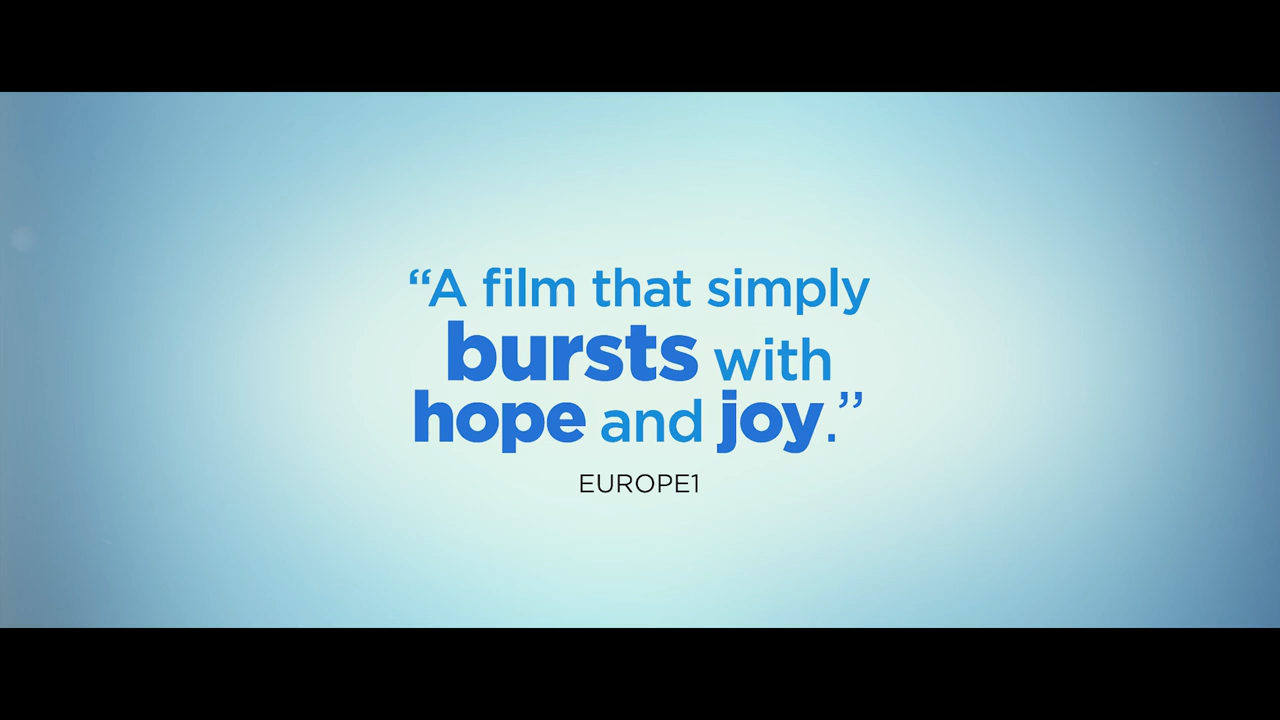 “A film that simply
bursts with
hope and joy.”
EUROPE1